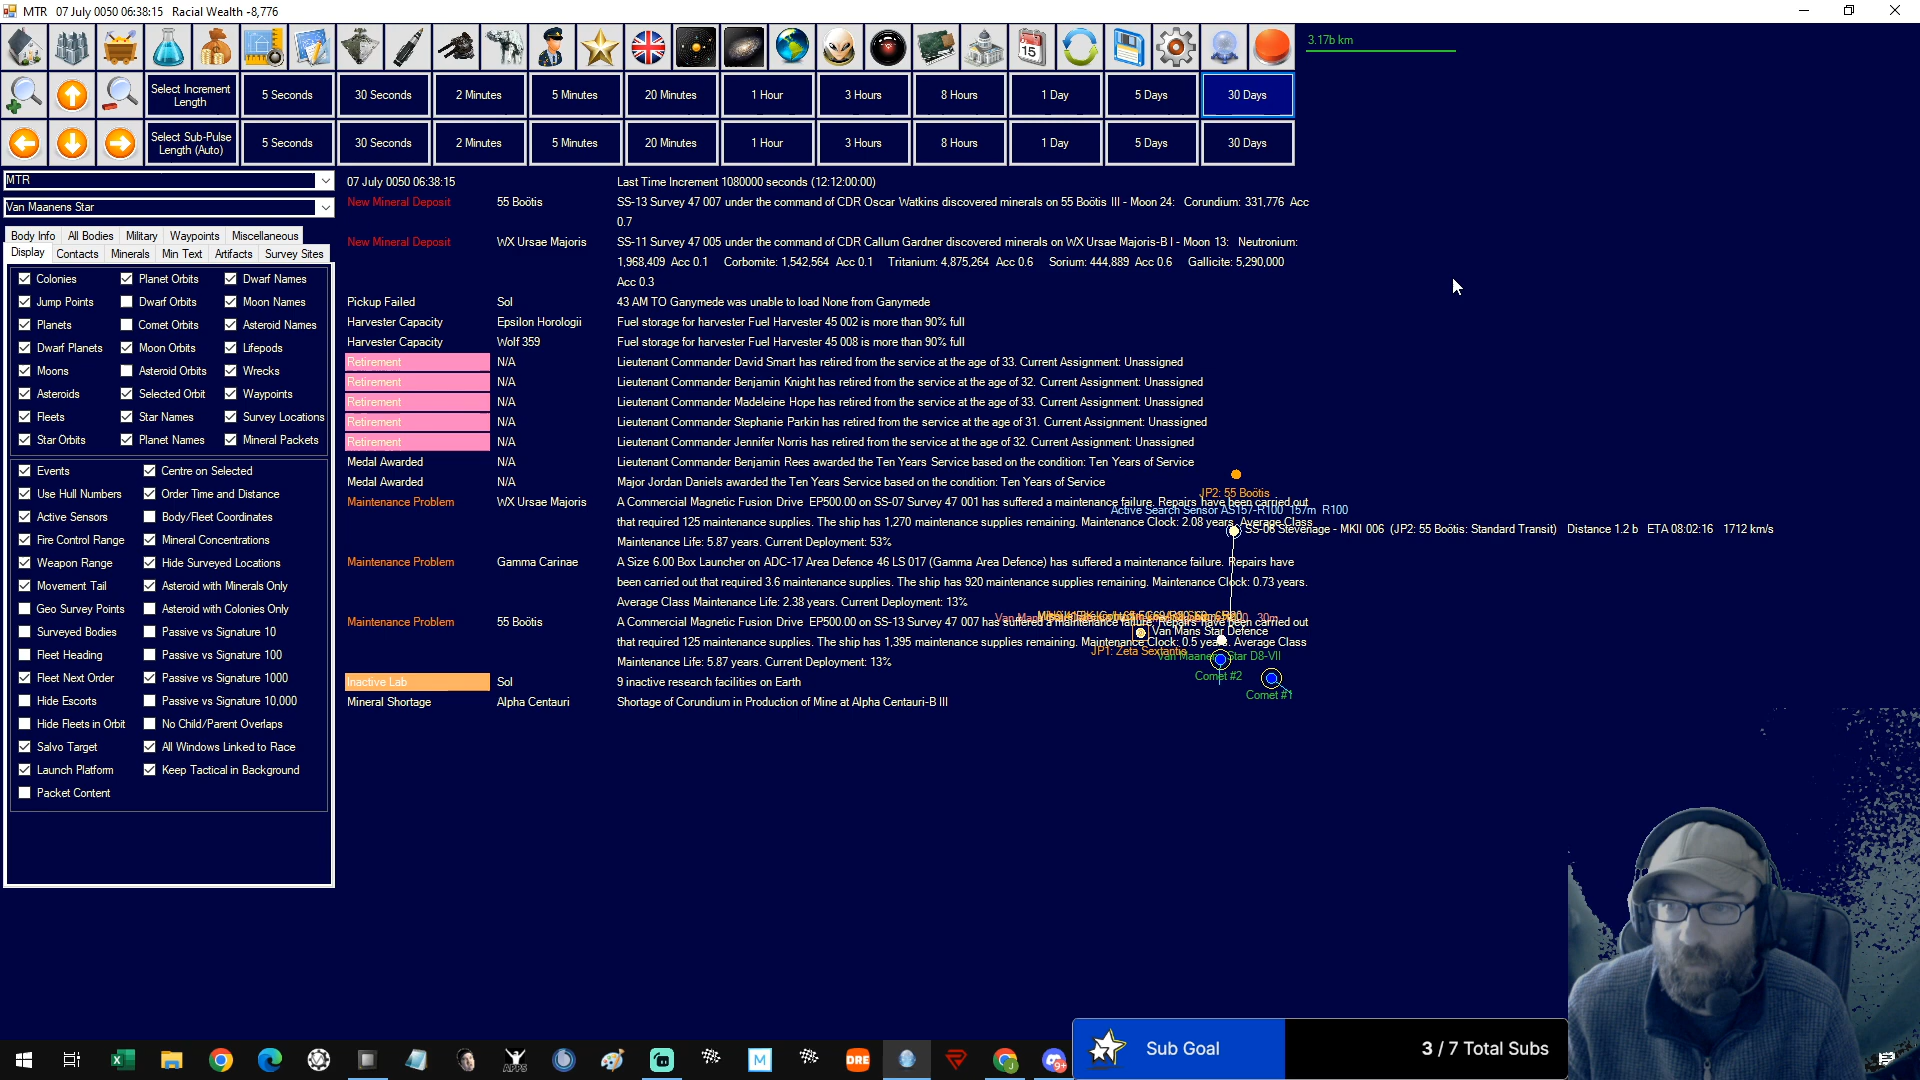 MTR 07 July 0050 06:38:15 Racial Wealth -8,776
3.17b km
Select Increment Length
5 Seconds
30 Seconds
2 Minutes
5 Minutes
20 Minutes
1 Hour
3 Hours
8 Hours
1 Day
5 Days
30 Days
Select Sub-Pulse Length (Auto)
5 Seconds
30 Seconds
2 Minutes
5 Minutes
20 Minutes
1 Hour
3 Hours
8 Hours
1 Day
5 Days
30 Days
MTR
Van Maanens Star
Body Info All Bodies Military Waypoints Miscellaneous
Display Contacts Minerals Min Text Artifacts Survey Sites
Colonies Planet Orbits Dwarf Names
Jump Points Dwarf Orbits Moon Names
Planets Comet Orbits Asteroid Names
Dwarf Planets Moon Orbits Lifepods
Moons Asteroid Orbits Wrecks
Asteroids Selected Orbit Waypoints
Fleets Star Names Survey Locations
Star Orbits Planet Names Mineral Packets
Events Centre on Selected
Use Hull Numbers Order Time and Distance
Active Sensors Body/Fleet Coordinates
Fire Control Range Mineral Concentrations
Weapon Range Hide Surveyed Locations
Movement Tail Asteroid with Minerals Only
Geo Survey Points Asteroid with Colonies Only
Surveyed Bodies Passive vs Signature 10
Fleet Heading Passive vs Signature 100
Fleet Next Order Passive vs Signature 1000
Hide Escorts Passive vs Signature 10,000
Hide Fleets in Orbit No Child/Parent Overlaps
Salvo Target All Windows Linked to Race
Launch Platform Keep Tactical in Background
Packet Content
07 July 0050 06:38:15 Last Time Increment 1080000 seconds (12:12:00:00)
New Mineral Deposit 55 Boötis SS-13 Survey 47 007 under the command of CDR Oscar Watkins discovered minerals on 55 Boötis III - Moon 24: Corundium: 331,776 Acc
0.7
New Mineral Deposit WX Ursae Majoris SS-11 Survey 47 005 under the command of CDR Callum Gardner discovered minerals on WX Ursae Majoris-B I - Moon 13: Neutronium:
1,968,409 Acc 0.1 Corbomite: 1,542,564 Acc 0.1 Tritanium: 4,875,264 Acc 0.6 Sorium: 444,889 Acc 0.6 Gallicite: 5,290,000
Acc 0.3
Pickup Failed Sol 43 AM TO Ganymede was unable to load None from Ganymede
Harvester Capacity Epsilon Horologii Fuel storage for harvester Fuel Harvester 45 002 is more than 90% full
Harvester Capacity Wolf 359 Fuel storage for harvester Fuel Harvester 45 008 is more than 90% full
Retirement N/A Lieutenant Commander David Smart has retired from the service at the age of 33. Current Assignment: Unassigned
Retirement N/A Lieutenant Commander Benjamin Knight has retired from the service at the age of 32. Current Assignment: Unassigned
Retirement N/A Lieutenant Commander Madeleine Hope has retired from the service at the age of 33. Current Assignment: Unassigned
Retirement N/A Lieutenant Commander Stephanie Parkin has retired from the service at the age of 31. Current Assignment: Unassigned
Retirement N/A Lieutenant Commander Jennifer Norris has retired from the service at the age of 32. Current Assignment: Unassigned
Medal Awarded N/A Lieutenant Commander Benjamin Rees awarded the Ten Years Service based on the condition: Ten Years of Service
Medal Awarded N/A Major Jordan Daniels awarded the Ten Years Service based on the condition: Ten Years of Service
Maintenance Problem WX Ursae Majoris A Commercial Magnetic Fusion Drive EP500.00 on SS-07 Survey 47 001 has suffered a maintenance failure. Repairs have been carried out
that required 125 maintenance supplies. The ship has 1,270 maintenance supplies remaining. Maintenance Clock: 2.08 years. Average Class
Maintenance Life: 5.87 years. Current Deployment: 53%
Maintenance Problem Gamma Carinae A Size 6.00 Box Launcher on ADC-17 Area Defence 46 LS 017 (Gamma Area Defence) has suffered a maintenance failure. Repairs have
been carried out that required 3.6 maintenance supplies. The ship has 920 maintenance supplies remaining. Maintenance Clock: 0.73 years.
Average Class Maintenance Life: 2.38 years. Current Deployment: 13%
Maintenance Problem 55 Boötis A Commercial Magnetic Fusion Drive EP500.00 on SS-13 Survey 47 007 has suffered a maintenance failure. Repairs have been carried out
that required 125 maintenance supplies. The ship has 1,395 maintenance supplies remaining. Maintenance Clock: 0.5 years. Average Class
Maintenance Life: 5.87 years. Current Deployment: 13%
Inactive Lab Sol 9 inactive research facilities on Earth
Mineral Shortage Alpha Centauri Shortage of Corundium in Production of Mine at Alpha Centauri-B III
JP2: 55 Boötis
Active Search Sensor AS157-R100 157m R100
SS-06 Stevenage - MKII 006 (JP2: 55 Boötis: Standard Transit) Distance 1.2 b ETA 08:02:16 1712 km/s
Van Mans Star Defence
JP1: Zeta Sextantis
Van Maanens Star D8-VII
Comet #2
Comet #1
Sub Goal
3 / 7 Total Subs
M
DRE
APPS
9+